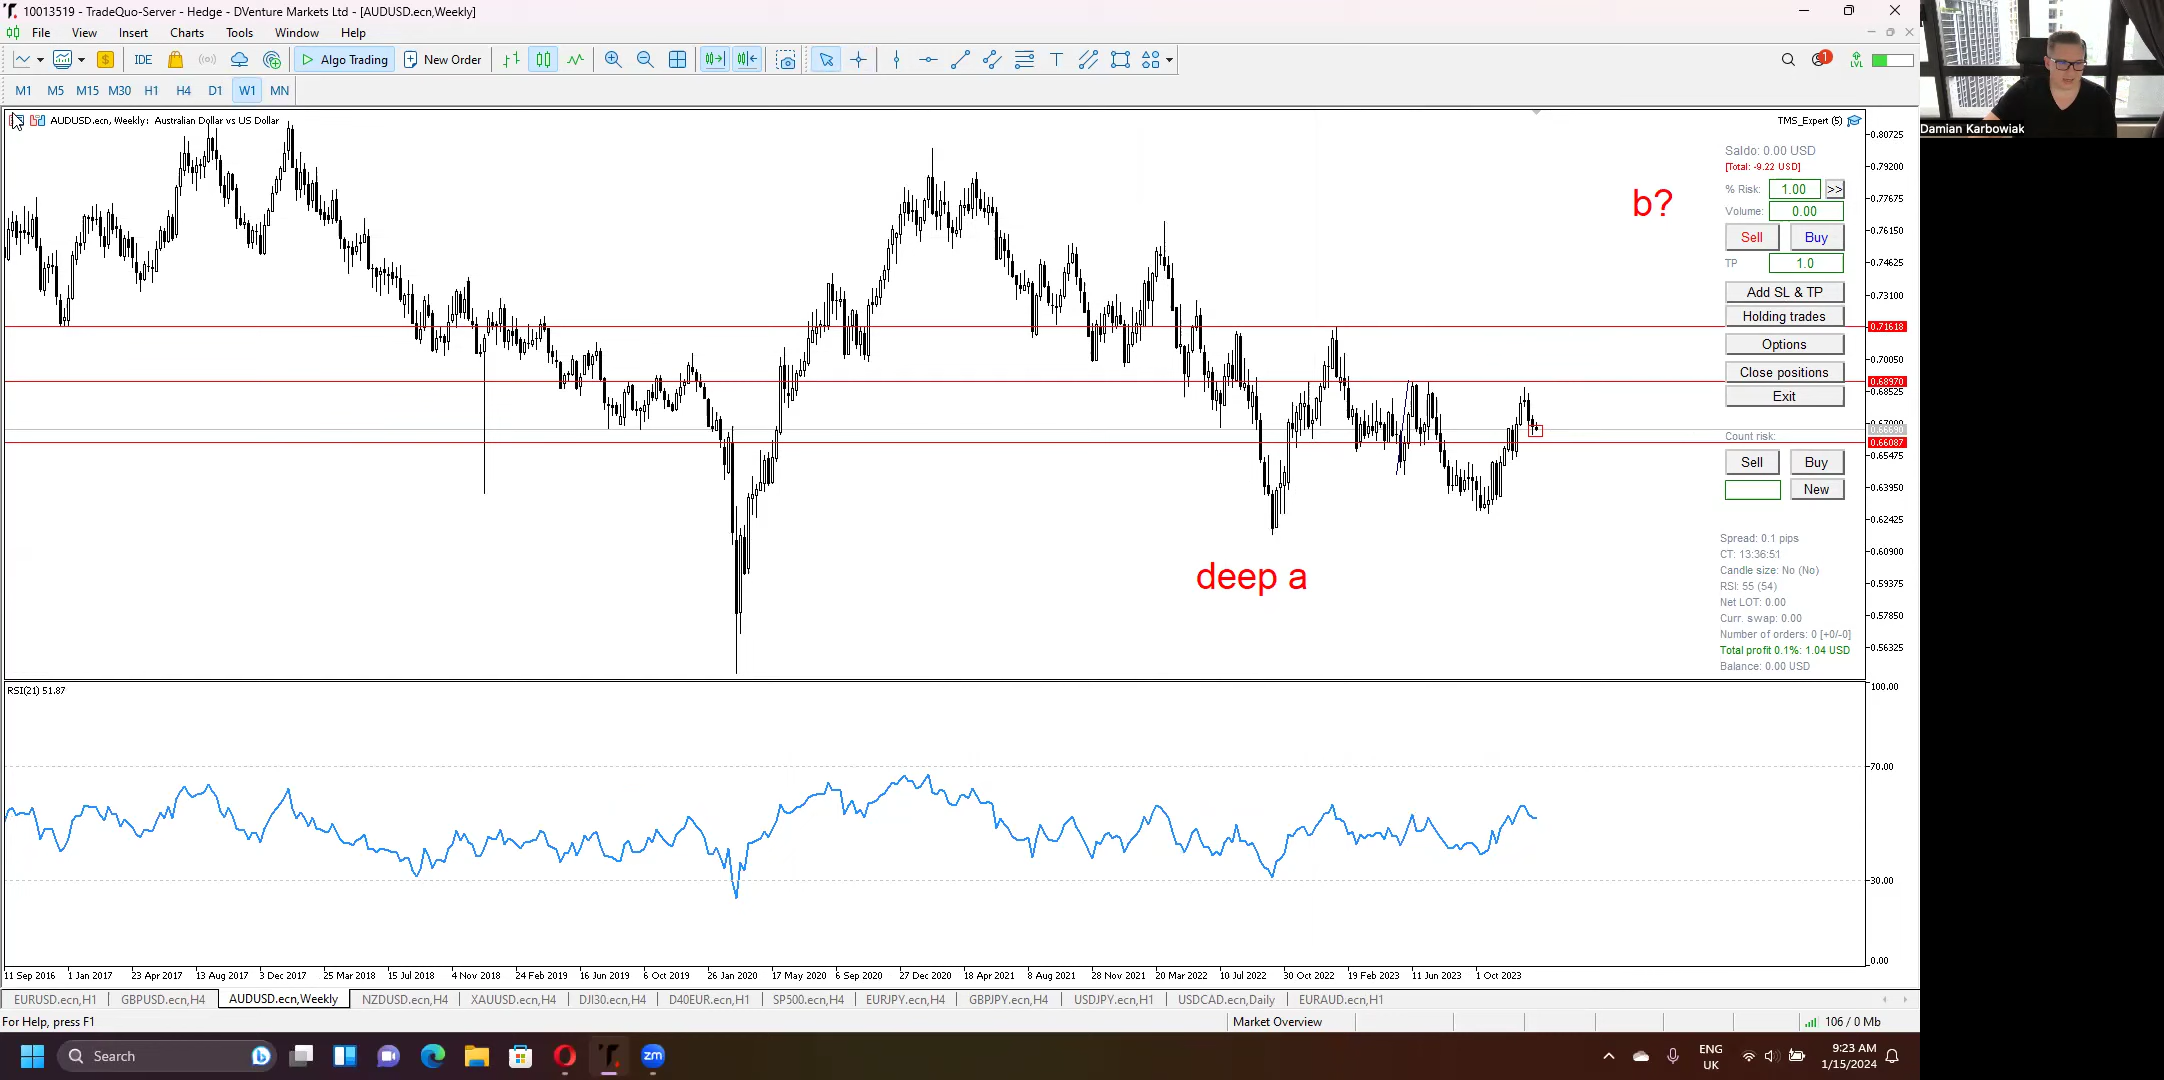 10013519 - TradeQuo-Server - Hedge - DVenture Markets Ltd - [AUDUSD.ecn,Weekly]
File View Insert Charts Tools Window Help
IDE Algo Trading New Order 1 LVL
M1 M5 M15 M30 H1 H4 D1 W1 MN
AUDUSD.ecn, Weekly: Australian Dollar vs US Dollar
TMS_Expert (5)
Saldo: 0.00 USD
[Total: -9.22 USD]
% Risk: 1.00 >>
Volume: 0.00
Sell Buy
TP 1.0
Add SL & TP
Holding trades
Options
Close positions
Exit
Count risk:
Sell Buy
New
Spread: 0.1 pips
CT: 13:36:51
Candle size: No (No)
RSI: 55 (54)
Net LOT: 0.00
Curr. swap: 0.00
Number of orders: 0 [+0/-0]
Total profit 0.1%: 1.04 USD
Balance: 0.00 USD
b?
deep a
0.80725
0.79200
0.77675
0.76150
0.74625
0.73100
0.71618
0.70050
0.68970
0.68525
0.66690
0.66087
0.65475
0.63950
0.62425
0.60900
0.59375
0.57850
0.56325
RSI(21) 51.87
100.00
70.00
30.00
0.00
11 Sep 2016 1 Jan 2017 23 Apr 2017 13 Aug 2017 3 Dec 2017 25 Mar 2018 15 Jul 2018 4 Nov 2018 24 Feb 2019 16 Jun 2019 6 Oct 2019 26 Jan 2020 17 May 2020 6 Sep 2020 27 Dec 2020 18 Apr 2021 8 Aug 2021 28 Nov 2021 20 Mar 2022 10 Jul 2022 30 Oct 2022 19 Feb 2023 11 Jun 2023 1 Oct 2023
EURUSD.ecn,H1 GBPUSD.ecn,H4 AUDUSD.ecn,Weekly NZDUSD.ecn,H4 XAUUSD.ecn,H4 DJI30.ecn,H4 D40EUR.ecn,H1 SP500.ecn,H4 EURJPY.ecn,H4 GBPJPY.ecn,H4 USDJPY.ecn,H1 USDCAD.ecn,Daily EURAUD.ecn,H1
For Help, press F1 Market Overview 106 / 0 Mb
Search zm ENG
UK
9:23 AM
1/15/2024
Damian Karbowiak